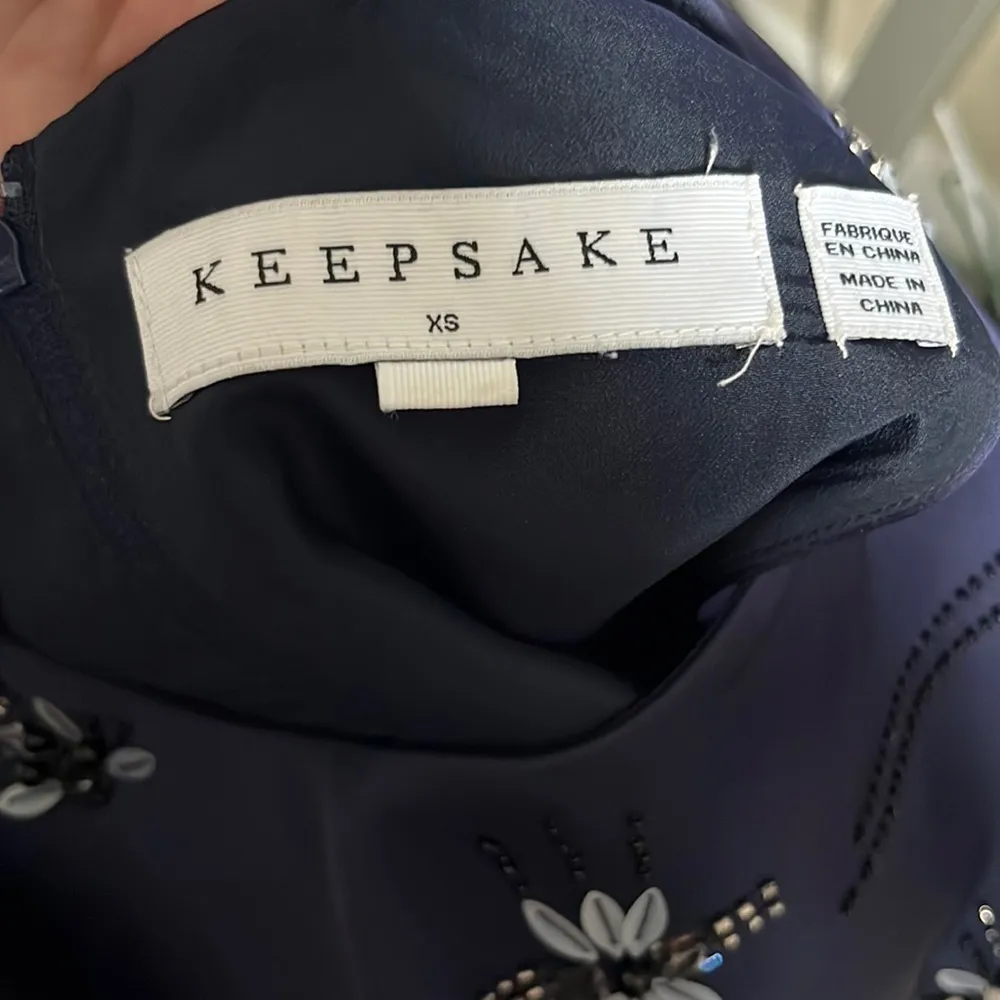 KEEPSAKE
XS
FABRIQUE
EN CHINA
MADE IN
CHINA